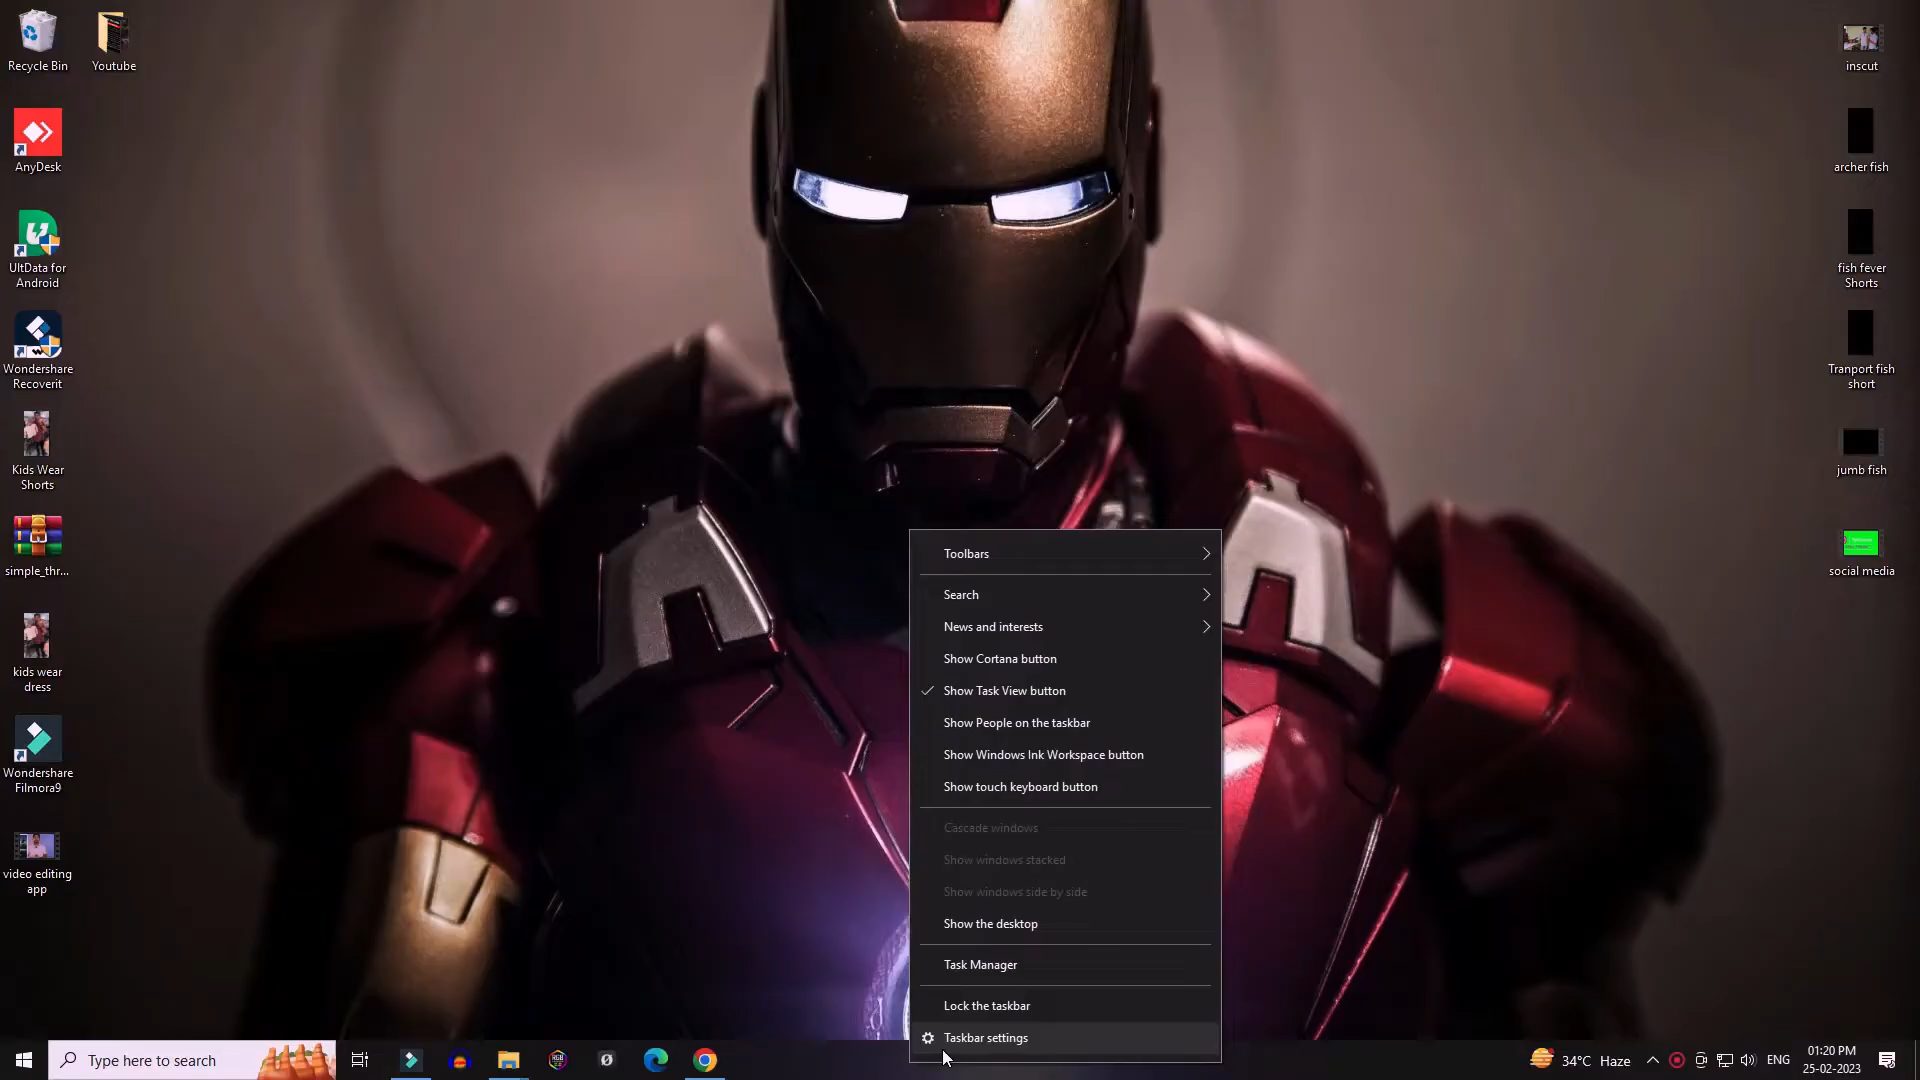 Recycle Bin
Youtube
AnyDesk
UltData for
Android
Wondershare
Recoverit
Kids Wear
Shorts
simple_thr...
kids wear
dress
Wondershare
Filmora9
video editing
app
inscut
archer fish
fish fever
Shorts
Tranport fish
short
jumb fish
social media
Toolbars
Search
News and interests
Show Cortana button
Show Task View button
Show People on the taskbar
Show Windows Ink Workspace button
Show touch keyboard button
Cascade windows
Show windows stacked
Show windows side by side
Show the desktop
Task Manager
Lock the taskbar
Taskbar settings
Type here to search
34°C Haze
ENG
01:20 PM
25-02-2023